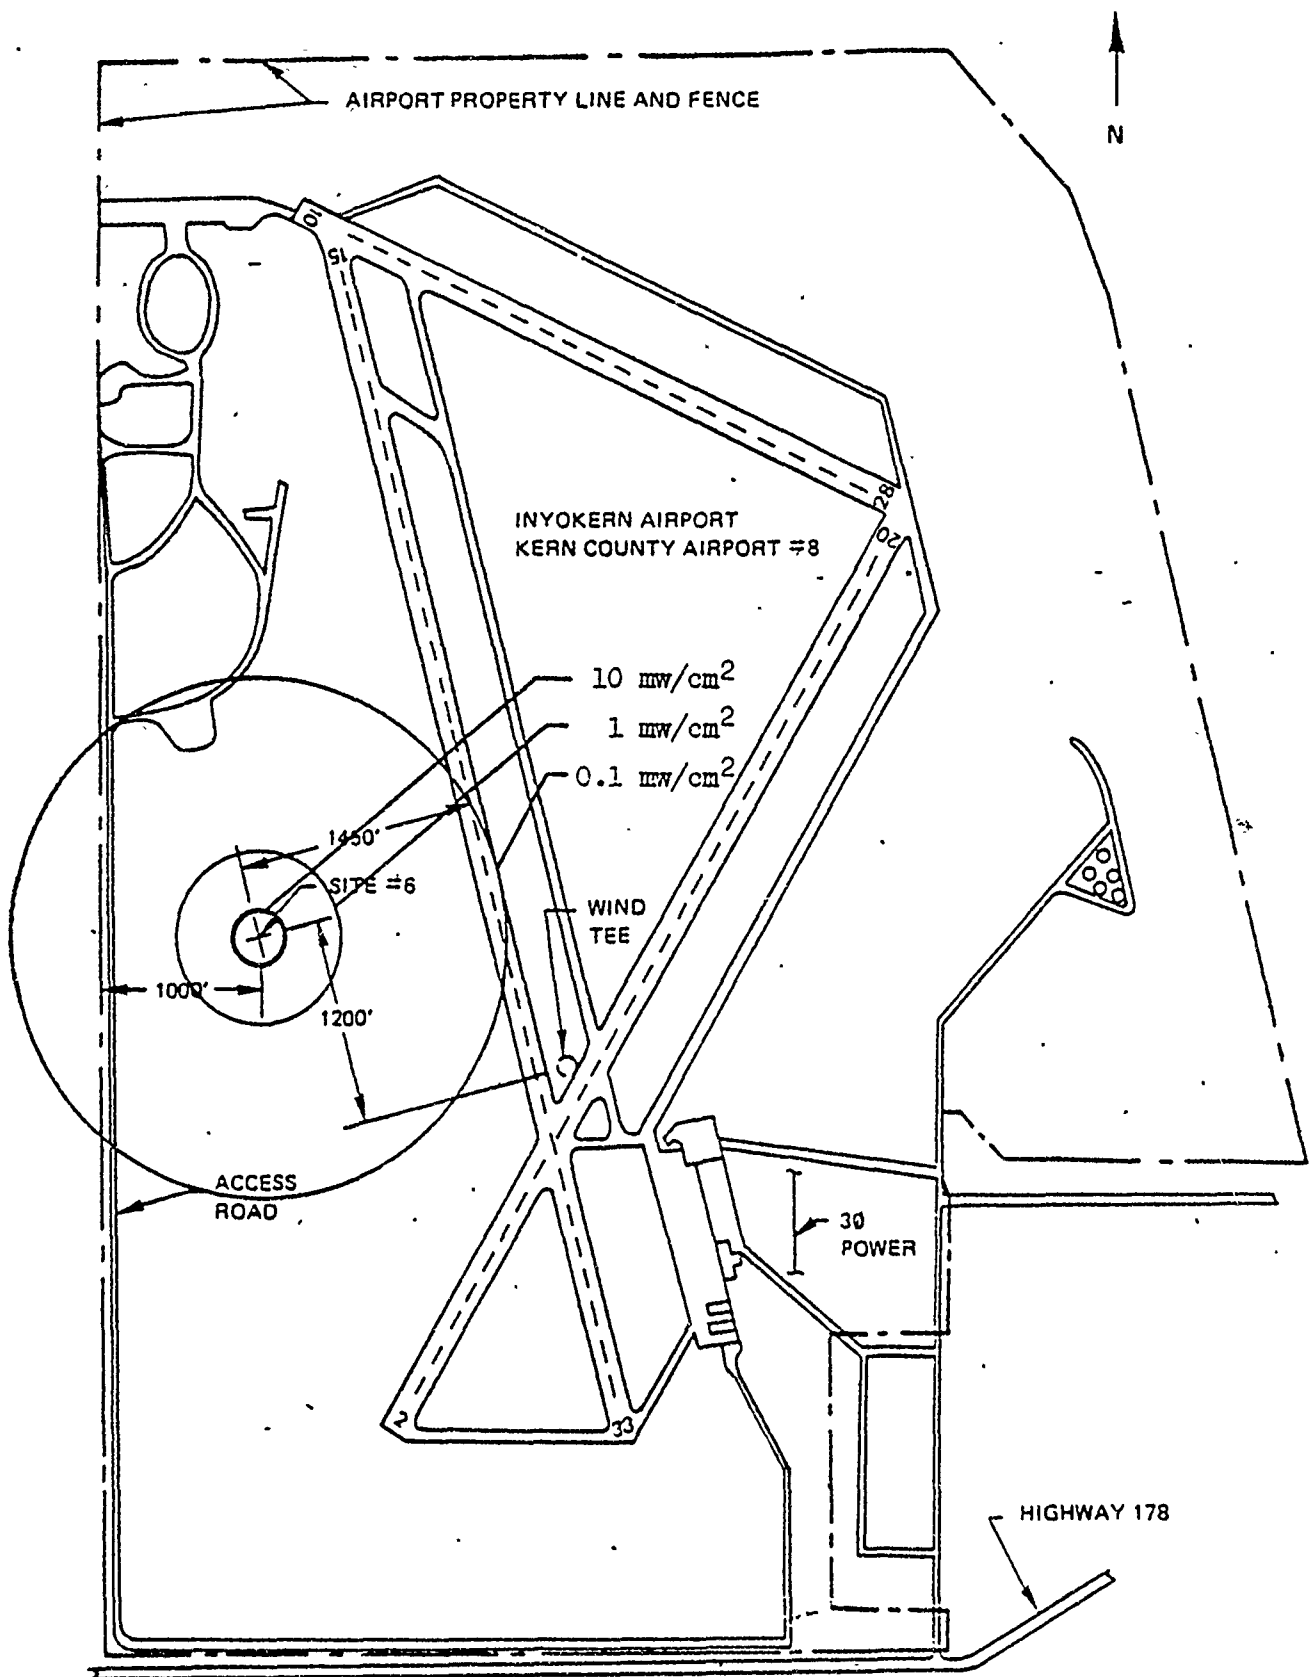 AIRPORT PROPERTY LINE AND FENCE
N
10
15
28
20
INYOKERN AIRPORT
KERN COUNTY AIRPORT #8
10 mw/cm²
1 mw/cm²
0.1 mw/cm²
1450'
SITE #6
WIND
TEE
1000'
1200'
ACCESS
ROAD
30
POWER
2
33
HIGHWAY 178